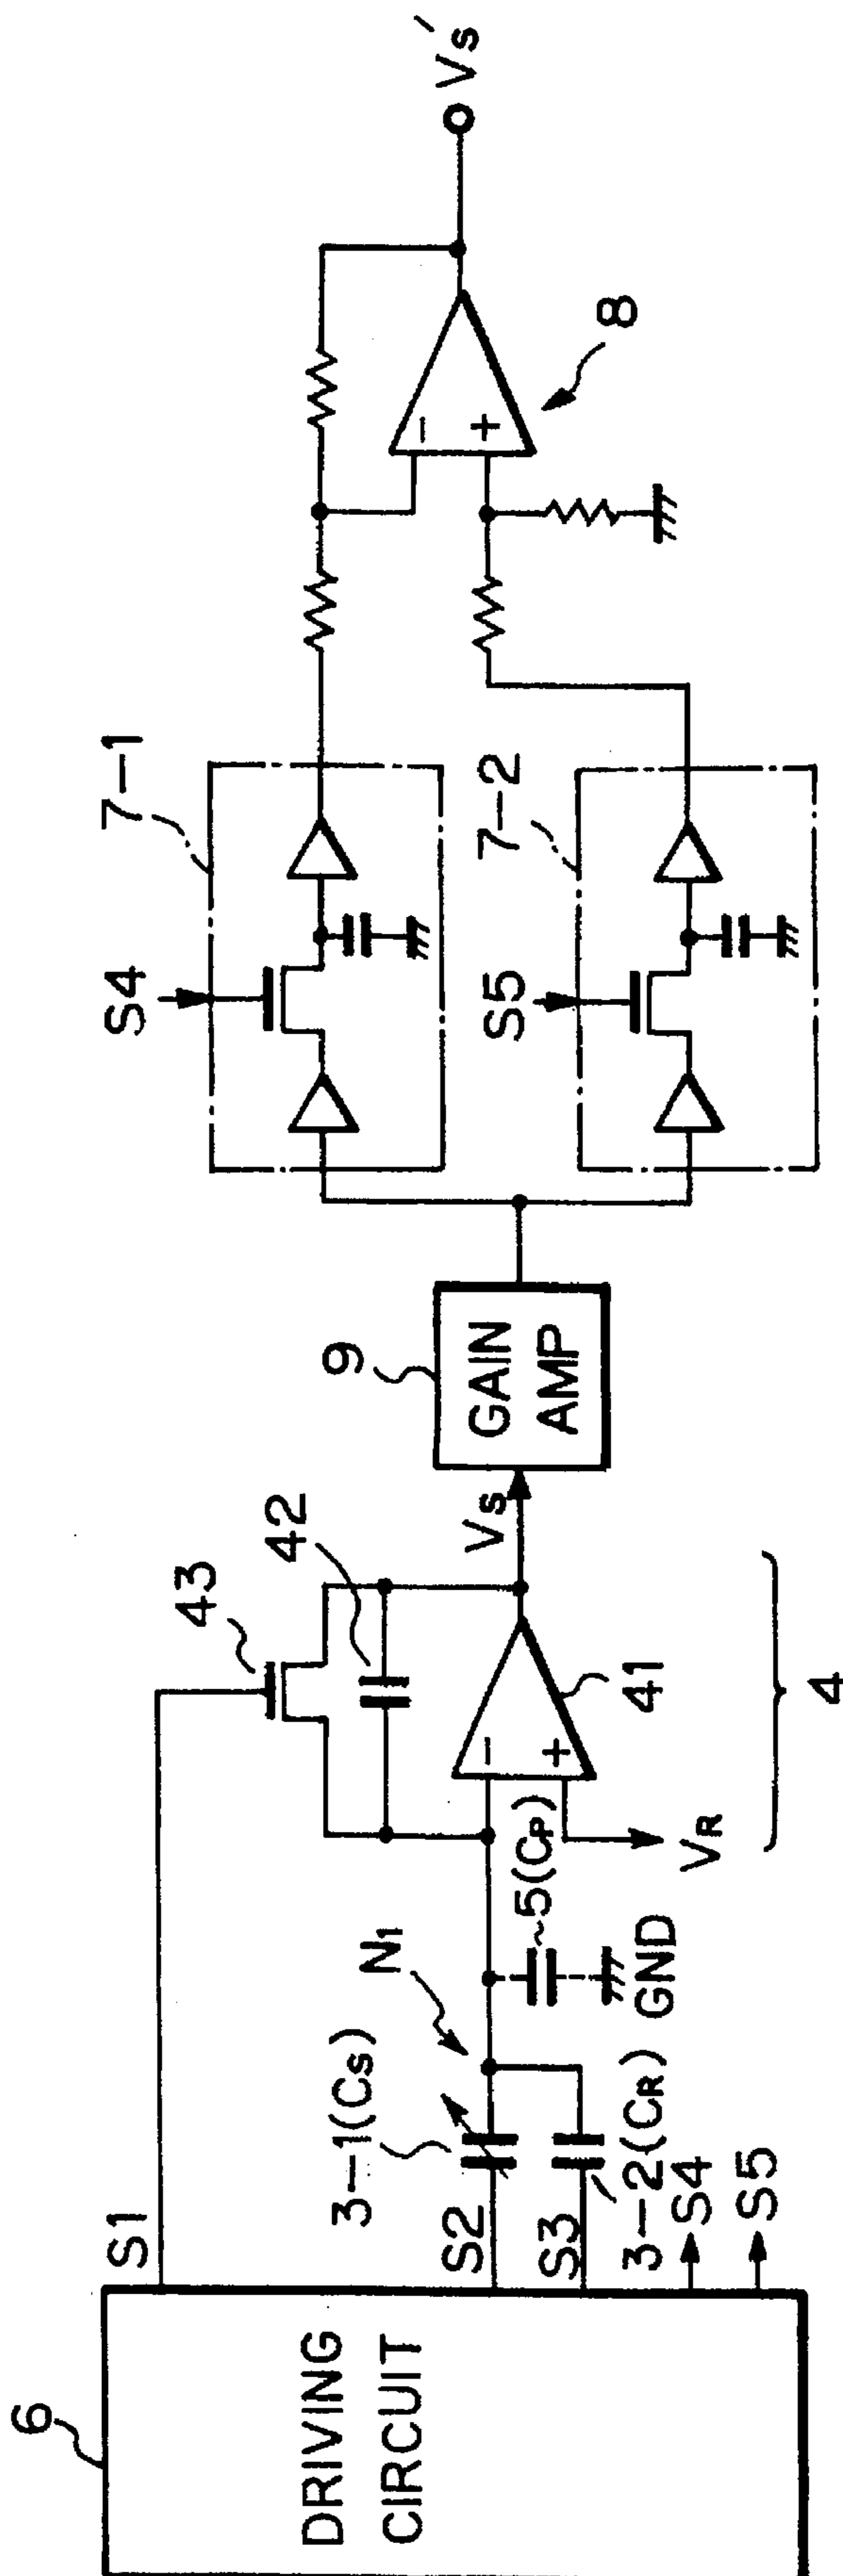 6
DRIVING
CIRCUIT
S1
S2
S3
S4
S5
3-1(Cs)
3-2(CR)
N1
5(CP)
GND
43
42
-
+
41
VR
4
Vs
9
GAIN
AMP
S4
7-1
S5
7-2
-
+
8
Vs'